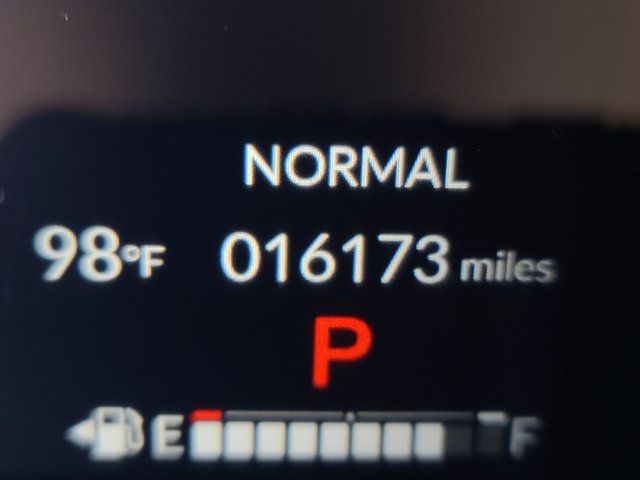 NORMAL
98°F 016173 miles
P
E F